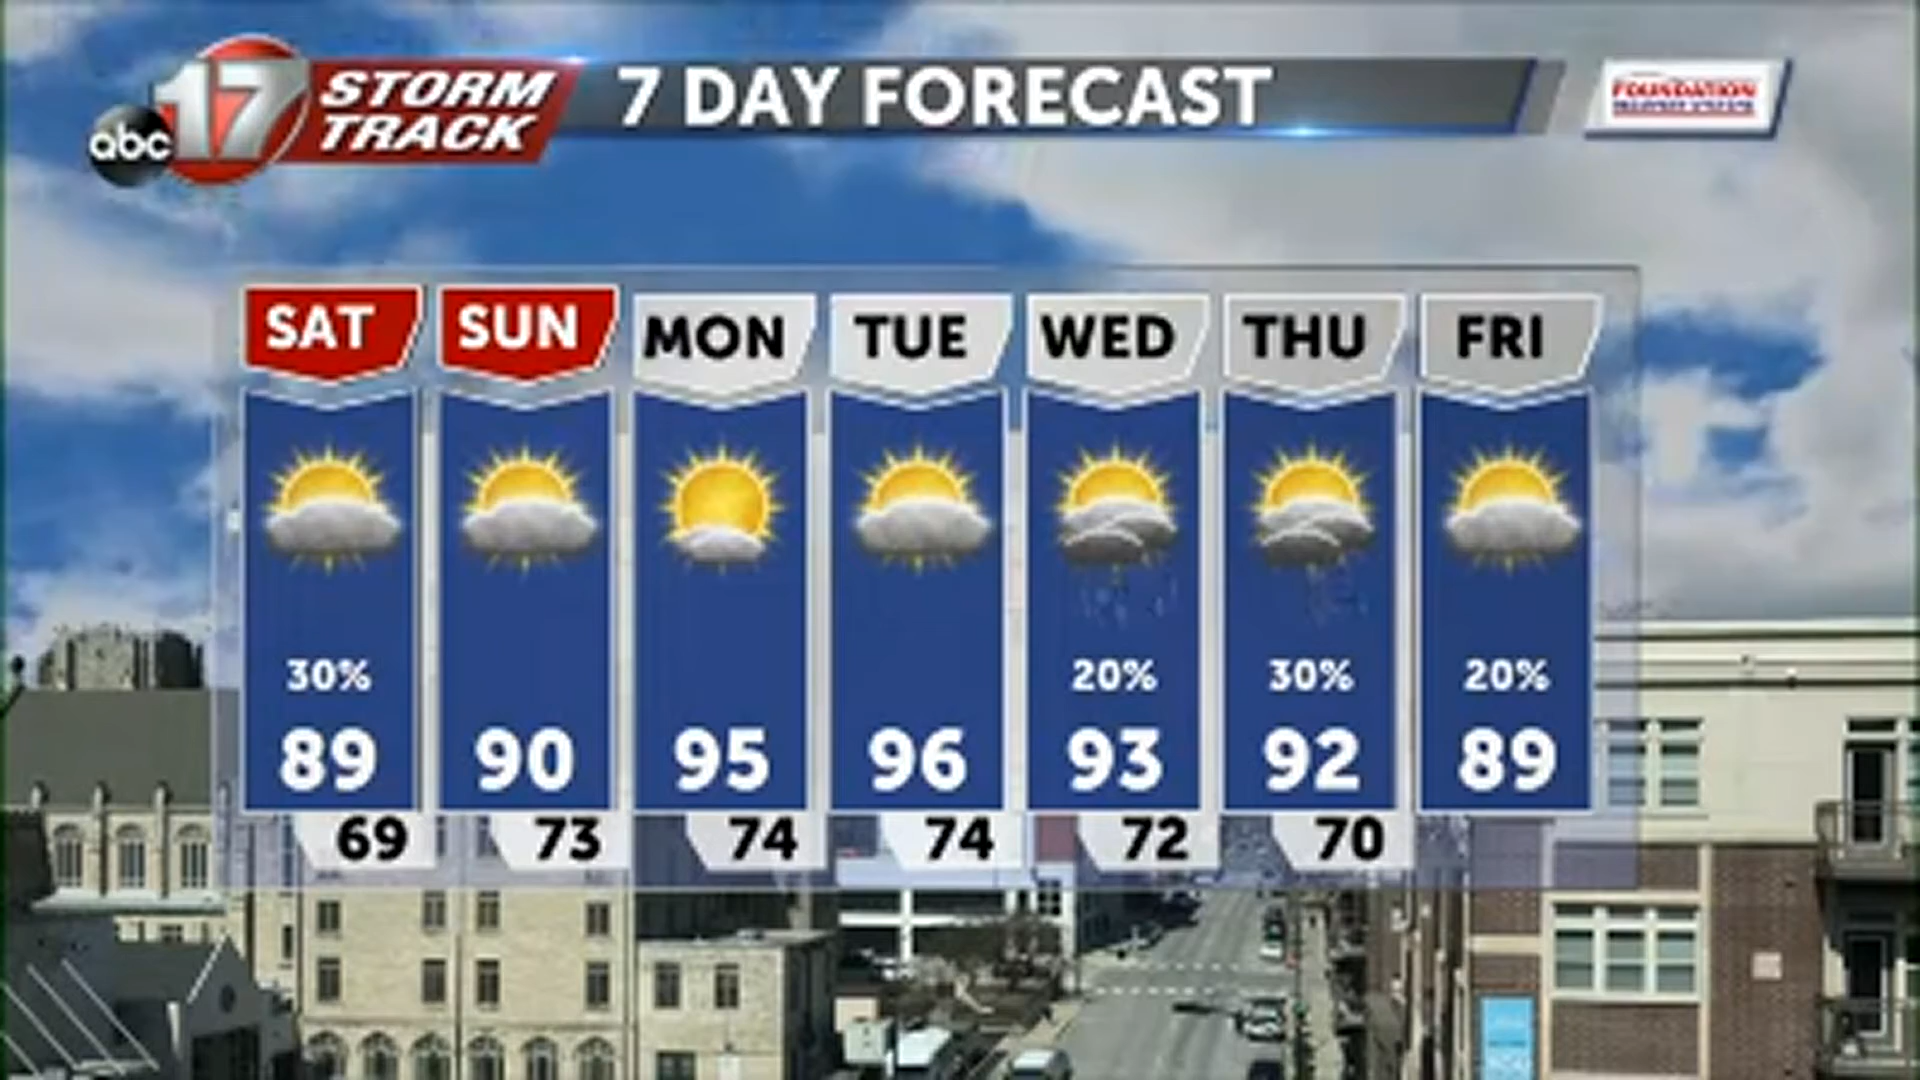 abc 17 STORM TRACK
7 DAY FORECAST
FOUNDATION
SAT SUN MON TUE WED THU FRI
30% 20% 30% 20%
89 90 95 96 93 92 89
69 73 74 74 72 70